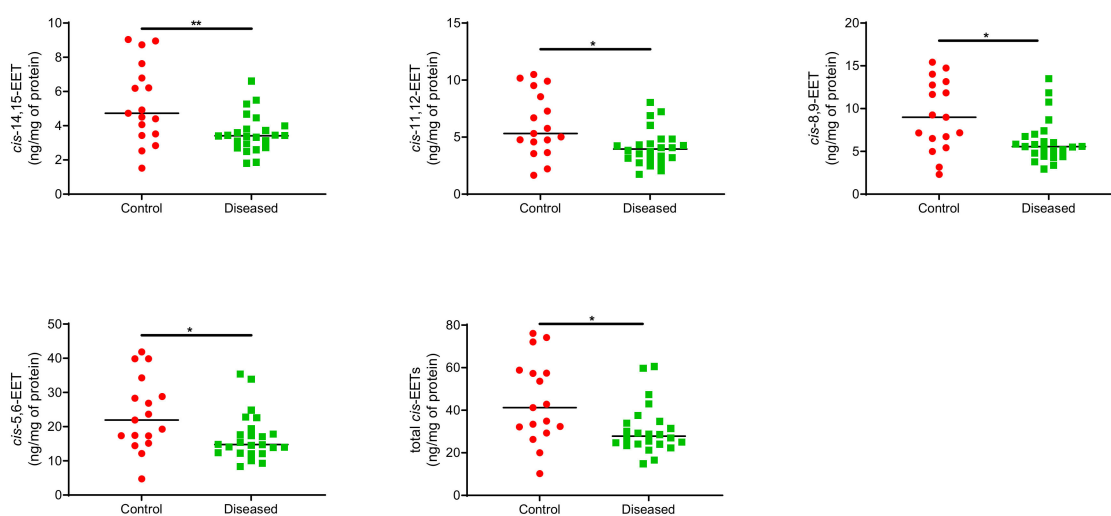 cis-14,15-EET
(ng/mg of protein)
10
8
6
4
2
0
**
Control
Diseased
cis-11,12-EET
(ng/mg of protein)
15
10
5
0
*
Control
Diseased
cis-8,9-EET
(ng/mg of protein)
20
15
10
5
0
*
Control
Diseased
cis-5,6-EET
(ng/mg of protein)
50
40
30
20
10
0
*
Control
Diseased
total cis-EETs
(ng/mg of protein)
80
60
40
20
0
*
Control
Diseased